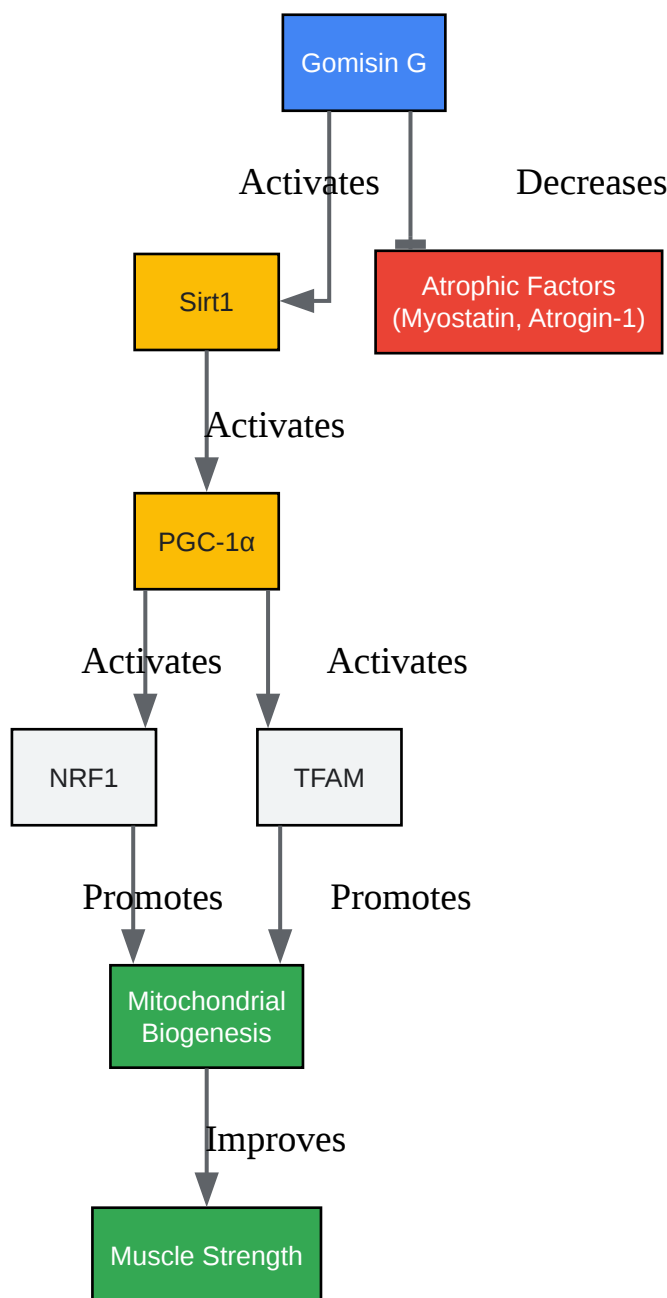 Gomisin G
Activates
Decreases
Sirt1
Atrophic Factors
(Myostatin, Atrogin-1)
Activates
PGC-1α
Activates
Activates
NRF1
TFAM
Promotes
Promotes
Mitochondrial
Biogenesis
Improves
Muscle Strength